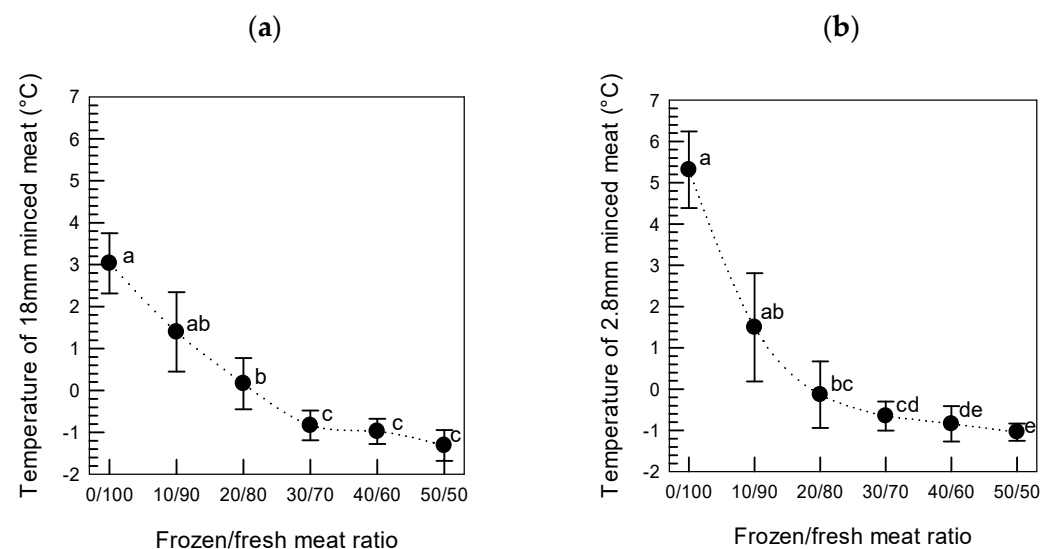 (a)
Temperature of 18mm minced meat (°C)
7
6
5
4
3
2
1
0
-1
-2
a
ab
b
c
c
c
0/100 10/90 20/80 30/70 40/60 50/50
Frozen/fresh meat ratio
(b)
Temperature of 2.8mm minced meat (°C)
7
6
5
4
3
2
1
0
-1
-2
a
ab
bc
cd
de
e
0/100 10/90 20/80 30/70 40/60 50/50
Frozen/fresh meat ratio